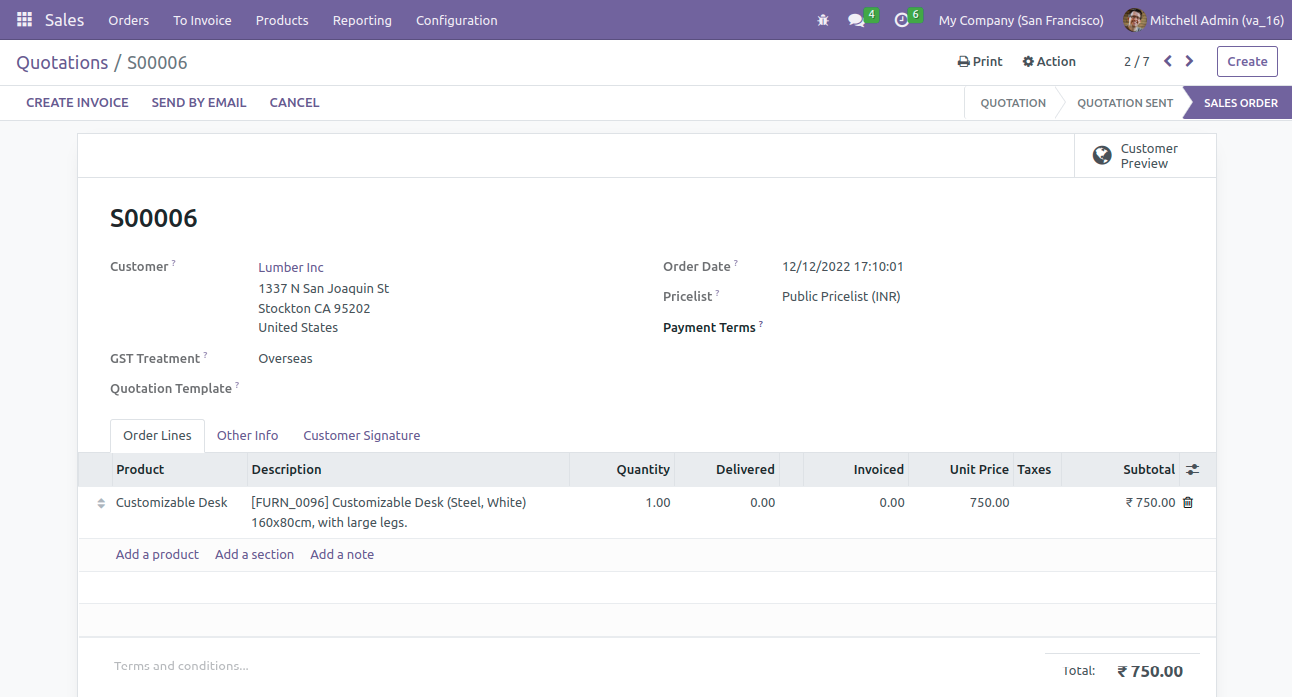 Sales Orders To Invoice Products Reporting Configuration 4 6 My Company (San Francisco) Mitchell Admin (va_16)
Quotations / S00006 Print Action 2 / 7 Create
CREATE INVOICE SEND BY EMAIL CANCEL QUOTATION QUOTATION SENT SALES ORDER
Customer
Preview
S00006
Customer ? Lumber Inc Order Date ? 12/12/2022 17:10:01
1337 N San Joaquin St
Stockton CA 95202
United States
Pricelist ? Public Pricelist (INR)
Payment Terms ?
GST Treatment ? Overseas
Quotation Template ?
Order Lines Other Info Customer Signature
Product Description Quantity Delivered Invoiced Unit Price Taxes Subtotal
Customizable Desk [FURN_0096] Customizable Desk (Steel, White) 1.00 0.00 0.00 750.00 ₹ 750.00
160x80cm, with large legs.
Add a product Add a section Add a note
Terms and conditions... Total: ₹ 750.00